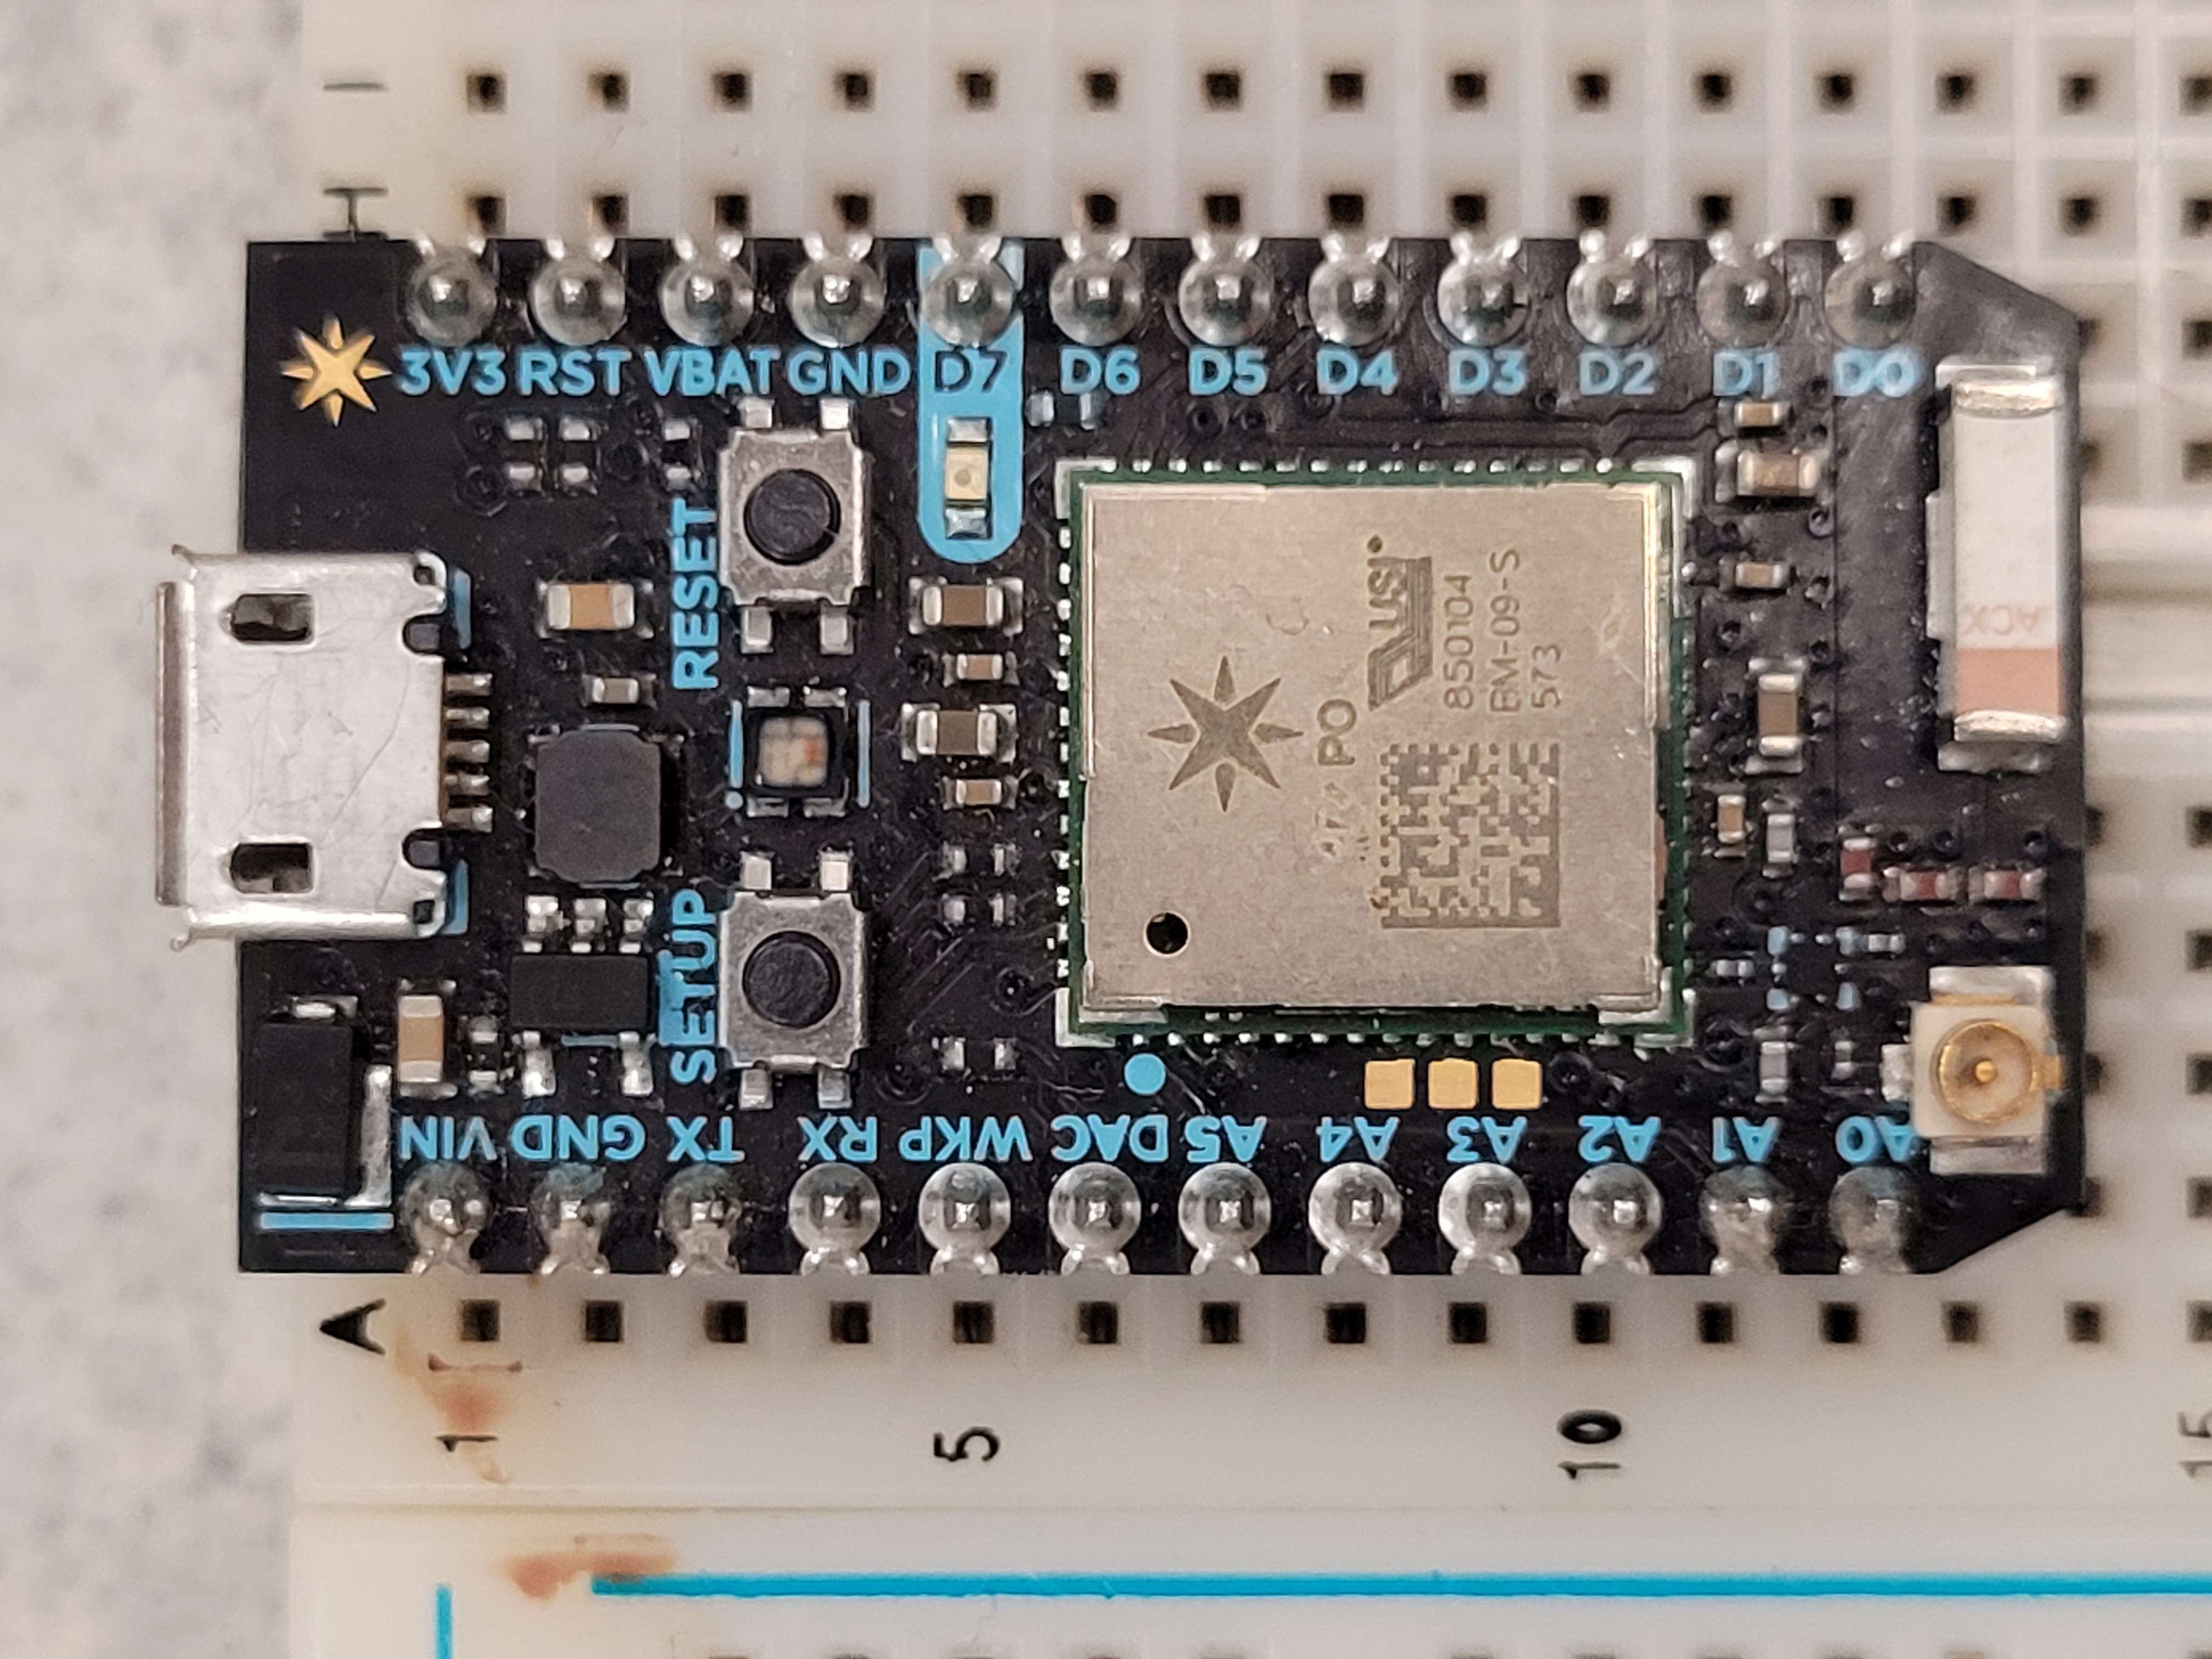 A
H
I
1
5
10
15
VIN
GND
TX
RX
WKP
DAC
A5
A4
A3
A2
A1
A0
SETUP
RESET
3V3
RST
VBAT
GND
D7
D6
D5
D4
D3
D2
D1
D0
PO
USI
850104
BM-09-S
573
ACX